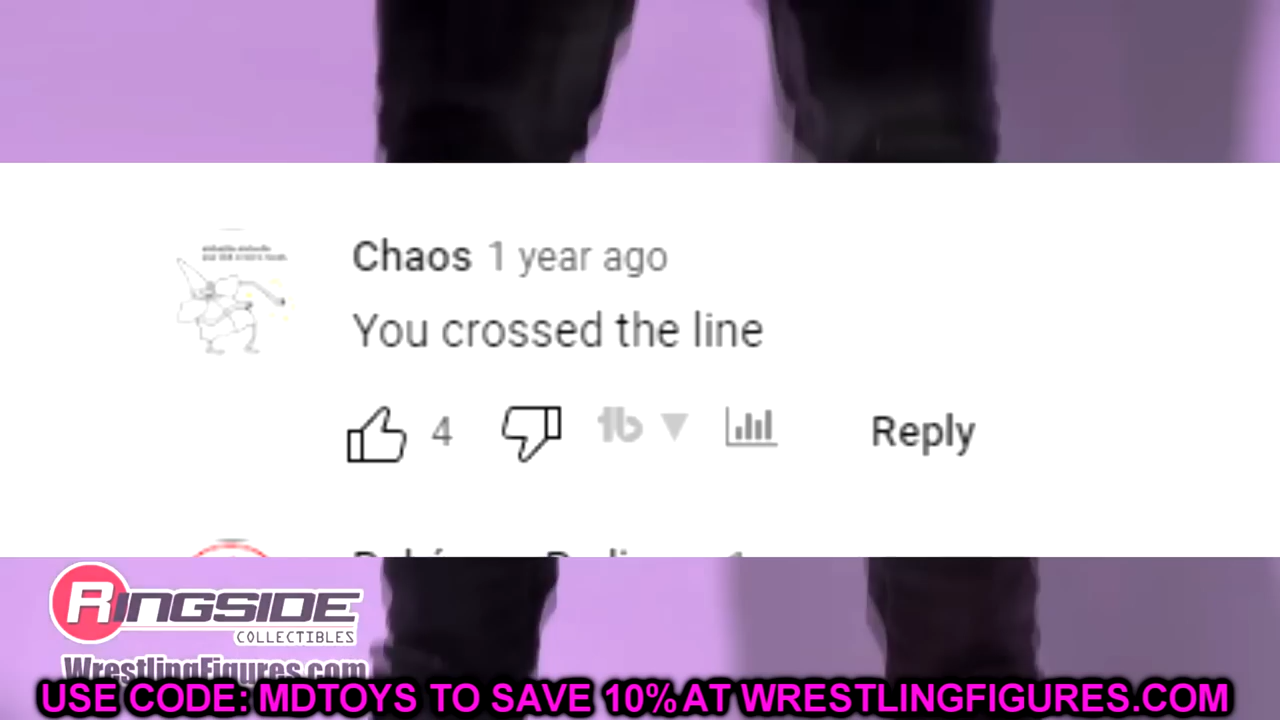 Chaos 1 year ago
You crossed the line
4
Reply
RINGSIDE
COLLECTIBLES
WrestlingFigures.com
USE CODE: MDTOYS TO SAVE 10% AT WRESTLINGFIGURES.COM